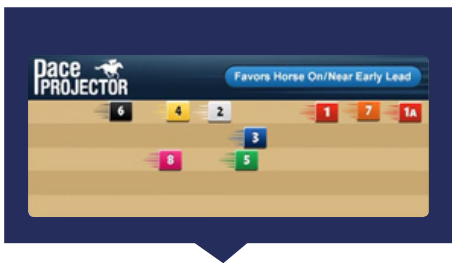 Pace
PROJECTOR
Favors Horse On/Near Early Lead
6 4 2 1 7 1A
3
8 5